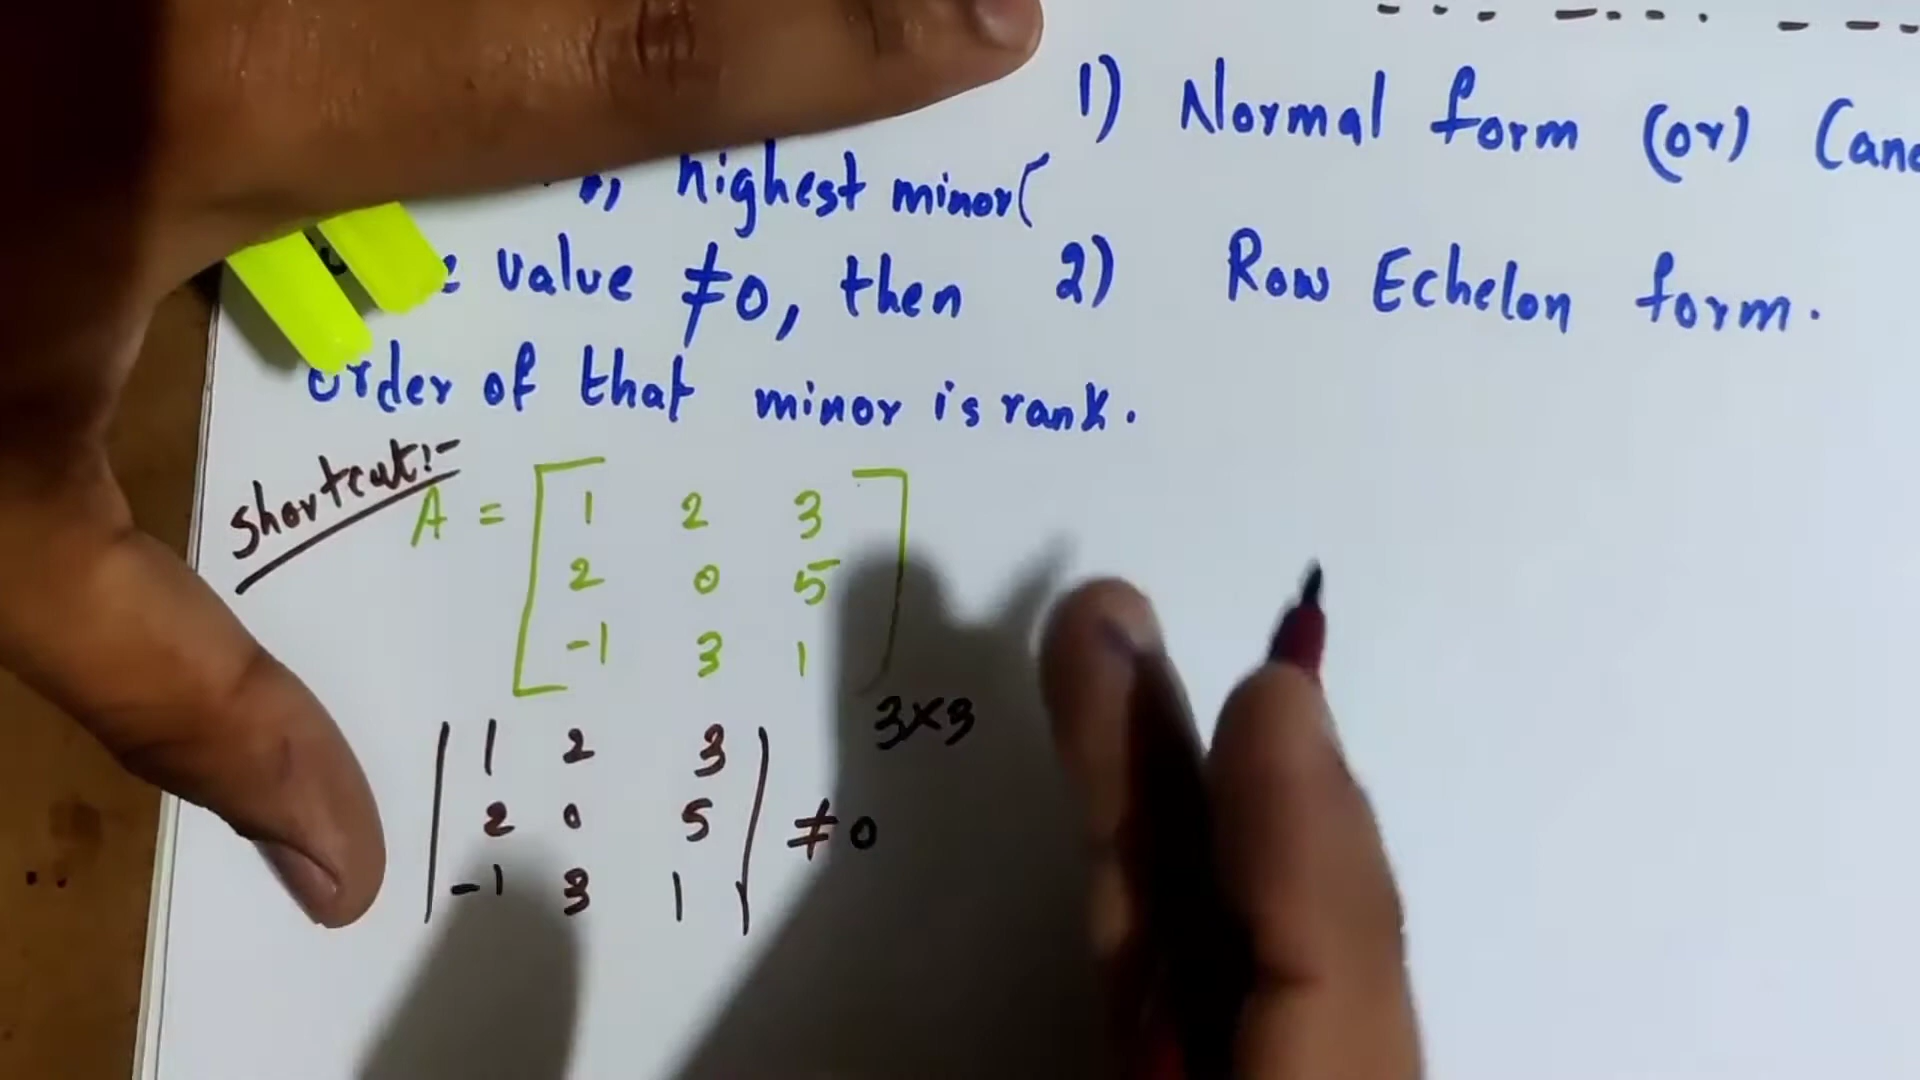 1) Normal form (or)
highest minor(
value ≠0, then
2) Row Echelon form.
order of that minor is rank.
Shortcut:-
A = [ 1 2 3
2 0 5
-1 3 1 ]
3×3
| 1 2 3
2 0 5
-1 3 1 | ≠ 0